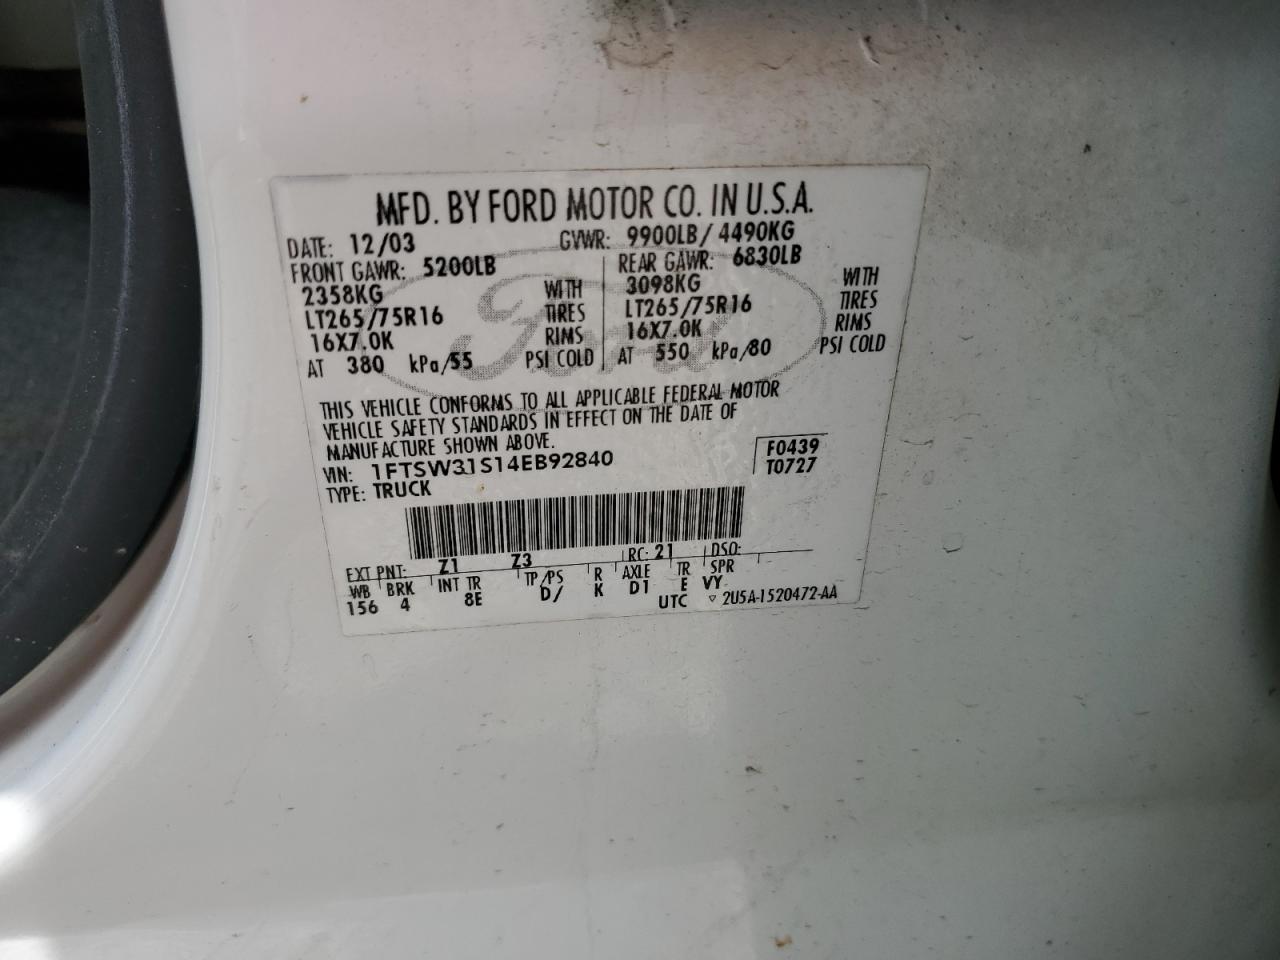 MFD. BY FORD MOTOR CO. IN U.S.A.
DATE: 12/03 GVWR: 9900LB/ 4490KG
FRONT GAWR: 5200LB REAR GAWR: 6830LB
2358KG WITH 3098KG WITH
LT265/75R16 TIRES LT265/75R16 TIRES
16X7.0K RIMS 16X7.0K RIMS
AT 380 kPa/55 PSI COLD AT 550 kPa/80 PSI COLD
Ford
THIS VEHICLE CONFORMS TO ALL APPLICABLE FEDERAL MOTOR
VEHICLE SAFETY STANDARDS IN EFFECT ON THE DATE OF
MANUFACTURE SHOWN ABOVE.
VIN: 1FTSW31S14EB92840 F0439
TYPE: TRUCK T0727
EXT PNT: Z1 Z3 RC: 21 DSO:
WB BRK INT TR TP/PS R AXLE TR SPR
156 4 8E D/ K D1 E VY
UTC ▿ 2U5A-1520472-AA